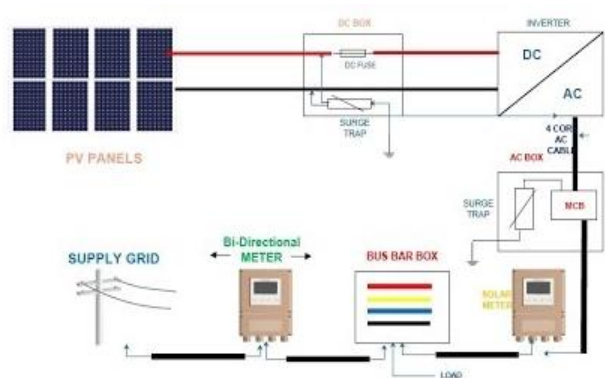 DC BOX
INVERTER
DC FUSE
DC
AC
SURGE
TRAP
PV PANELS
4 COR
AC
CABLE
AC BOX
MCB
SURGE
TRAP
SUPPLY GRID
Bi-Directional
METER
BUS BAR BOX
SOLAR
METER
LOAD